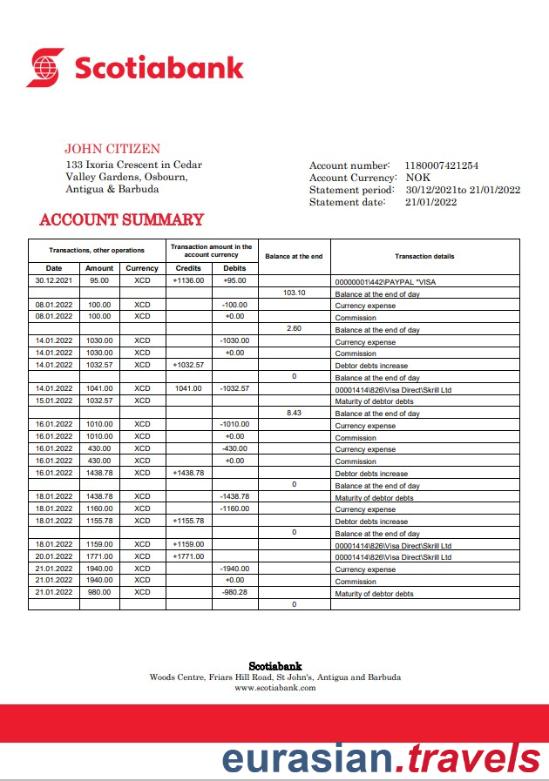 Scotiabank
JOHN CITIZEN
133 Ixoria Crescent in Cedar
Valley Gardens, Osbourn,
Antigua & Barbuda
Account number: 1180007421254
Account Currency: NOK
Statement period: 30/12/2021to 21/01/2022
Statement date: 21/01/2022
ACCOUNT SUMMARY
Transactions, other operations | Transaction amount in the account currency | Balance at the end | Transaction details
Date Amount Currency Credits Debits
30.12.2021 95.00 XCD +1136.00 +95.00 00000001\442\PAYPAL "VISA
103.10 Balance at the end of day
08.01.2022 100.00 XCD -100.00 Currency expense
08.01.2022 100.00 XCD +0.00 Commission
2.60 Balance at the end of day
14.01.2022 1030.00 XCD -1030.00 Currency expense
14.01.2022 1030.00 XCD +0.00 Commission
14.01.2022 1032.57 XCD +1032.57 Debtor debts increase
0 Balance at the end of day
14.01.2022 1041.00 XCD 1041.00 -1032.57 00001414\826\Visa Direct\Skrill Ltd
15.01.2022 1032.57 XCD Maturity of debtor debts
8.43 Balance at the end of day
16.01.2022 1010.00 XCD -1010.00 Currency expense
16.01.2022 1010.00 XCD +0.00 Commission
16.01.2022 430.00 XCD -430.00 Currency expense
16.01.2022 430.00 XCD +0.00 Commission
16.01.2022 1438.78 XCD +1438.78 Debtor debts increase
0 Balance at the end of day
18.01.2022 1438.78 XCD -1438.78 Maturity of debtor debts
18.01.2022 1160.00 XCD -1160.00 Currency expense
18.01.2022 1155.78 XCD +1155.78 Debtor debts increase
0 Balance at the end of day
18.01.2022 1159.00 XCD +1159.00 00001414\826\Visa Direct\Skrill Ltd
20.01.2022 1771.00 XCD +1771.00 00001414\826\Visa Direct\Skrill Ltd
21.01.2022 1940.00 XCD -1940.00 Currency expense
21.01.2022 1940.00 XCD +0.00 Commission
21.01.2022 980.00 XCD -980.28 Maturity of debtor debts
0
Scotiabank
Woods Centre, Friars Hill Road, St John's, Antigua and Barbuda
www.scotiabank.com
eurasian.travels